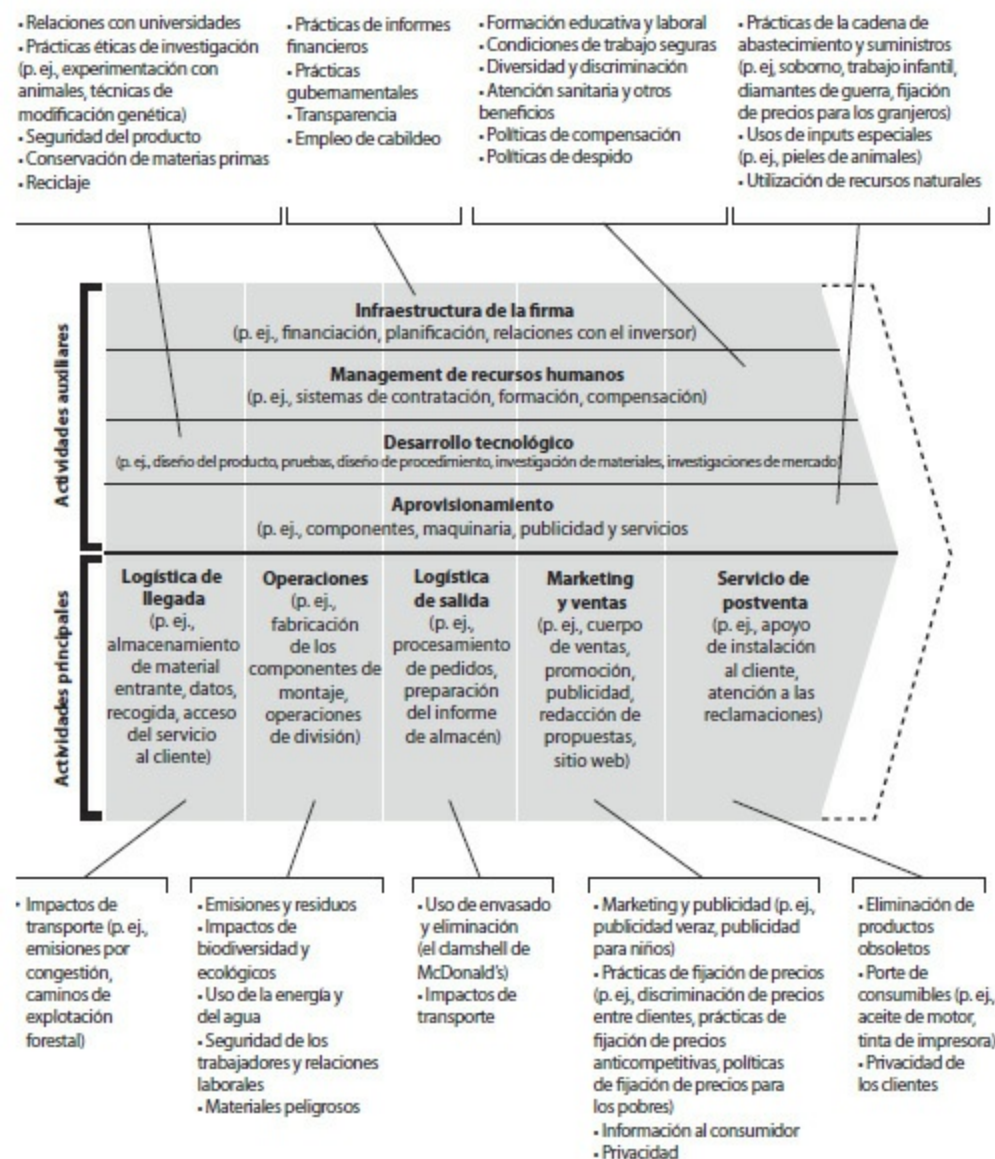 • Relaciones con universidades
• Prácticas éticas de investigación
(p. ej., experimentación con
animales, técnicas de
modificación genética)
• Seguridad del producto
• Conservación de materias primas
• Reciclaje
• Prácticas de informes
financieros
• Prácticas
gubernamentales
• Transparencia
• Empleo de cabildeo
• Formación educativa y laboral
• Condiciones de trabajo seguras
• Diversidad y discriminación
• Atención sanitaria y otros
beneficios
• Políticas de compensación
• Políticas de despido
• Prácticas de la cadena de
abastecimiento y suministros
(p. ej, soborno, trabajo infantil,
diamantes de guerra, fijación
de precios para los granjeros)
• Usos de inputs especiales
(p. ej., pieles de animales)
• Utilización de recursos naturales
Actividades auxiliares
Infraestructura de la firma
(p. ej., financiación, planificación, relaciones con el inversor)
Management de recursos humanos
(p. ej., sistemas de contratación, formación, compensación)
Desarrollo tecnológico
(p. ej., diseño del producto, pruebas, diseño de procedimiento, investigación de materiales, investigaciones de mercado)
Aprovisionamiento
(p. ej., componentes, maquinaria, publicidad y servicios
Actividades principales
Logística de
llegada
(p. ej.,
almacenamiento
de material
entrante, datos,
recogida, acceso
del servicio
al cliente)
Operaciones
(p. ej.,
fabricación
de los
componentes de
montaje,
operaciones
de división)
Logística
de salida
(p. ej.,
procesamiento
de pedidos,
preparación
del informe
de almacén)
Marketing
y ventas
(p. ej., cuerpo
de ventas,
promoción,
publicidad,
redacción de
propuestas,
sitio web)
Servicio de
postventa
(p. ej., apoyo
de instalación
al cliente,
atención a las
reclamaciones)
• Impactos de
transporte (p. ej.,
emisiones por
congestión,
caminos de
explotación
forestal)
• Emisiones y residuos
• Impactos de
biodiversidad y
ecológicos
• Uso de la energía y
del agua
• Seguridad de los
trabajadores y relaciones
laborales
• Materiales peligrosos
• Uso de envasado
y eliminación
(el clamshell de
McDonald's)
• Impactos de
transporte
• Marketing y publicidad (p. ej.,
publicidad veraz, publicidad
para niños)
• Prácticas de fijación de precios
(p. ej., discriminación de precios
entre clientes, prácticas de
fijación de precios
anticompetitivas, políticas
de fijación de precios para
los pobres)
• Información al consumidor
• Privacidad
• Eliminación de
productos
obsoletos
• Porte de
consumibles (p. ej.,
aceite de motor,
tinta de impresora)
• Privacidad de
los clientes